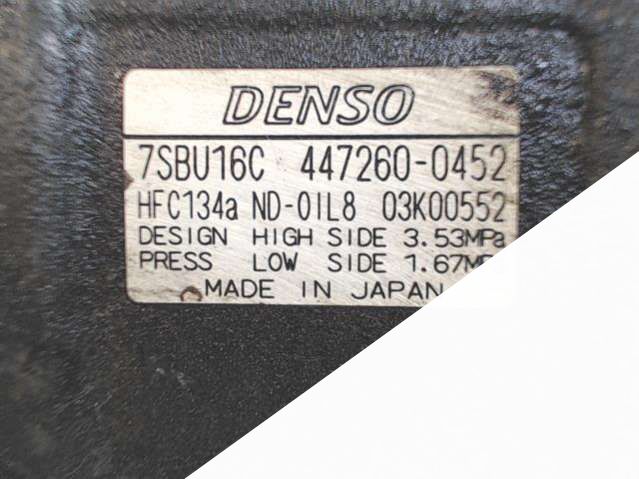 DENSO
7SBU16C 447260-0452
HFC134a ND-OIL8 03K00552
DESIGN HIGH SIDE 3.53MPa
PRESS LOW SIDE 1.67MPa
MADE IN JAPAN